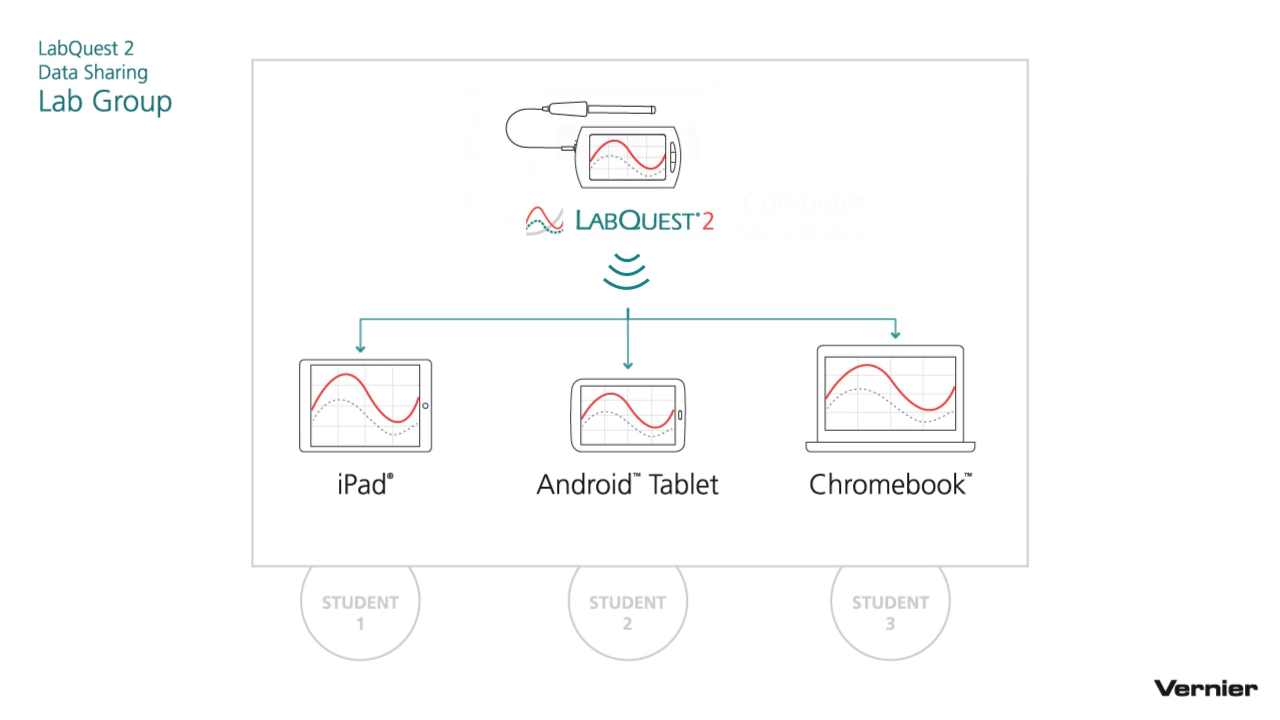 LabQuest 2
Data Sharing
Lab Group
Computer
LABQUEST® 2
iPad®
Android™ Tablet
Chromebook™
STUDENT
1
STUDENT
2
STUDENT
3
Vernier